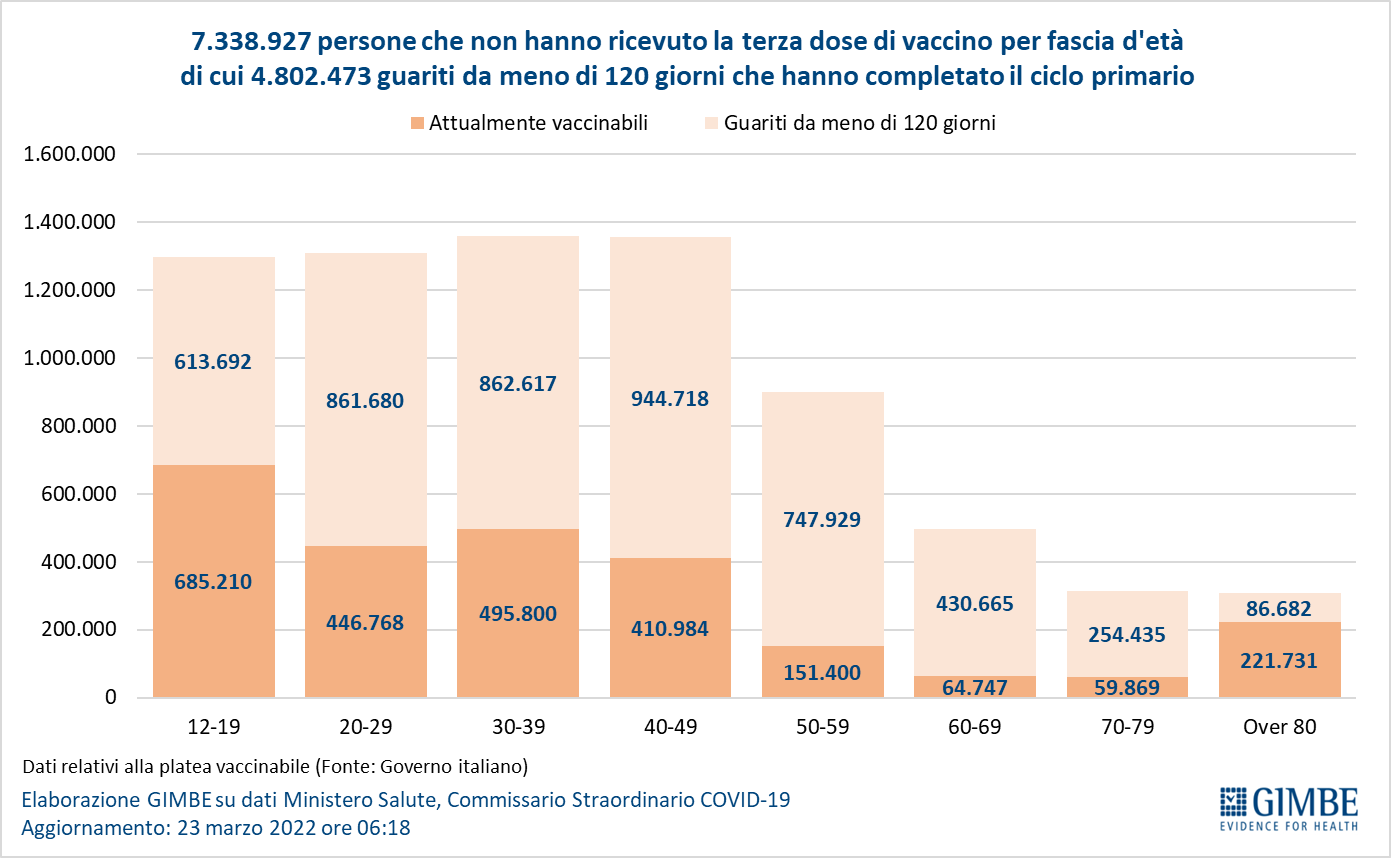 7.338.927 persone che non hanno ricevuto la terza dose di vaccino per fascia d'età
di cui 4.802.473 guariti da meno di 120 giorni che hanno completato il ciclo primario
Attualmente vaccinabili Guariti da meno di 120 giorni
1.600.000
1.400.000
1.200.000
1.000.000
800.000
600.000
400.000
200.000
0
613.692
861.680
862.617
944.718
747.929
430.665
254.435
86.682
685.210
446.768
495.800
410.984
151.400
64.747
59.869
221.731
12-19 20-29 30-39 40-49 50-59 60-69 70-79 Over 80
Dati relativi alla platea vaccinabile (Fonte: Governo italiano)
Elaborazione GIMBE su dati Ministero Salute, Commissario Straordinario COVID-19
Aggiornamento: 23 marzo 2022 ore 06:18
GIMBE
EVIDENCE FOR HEALTH